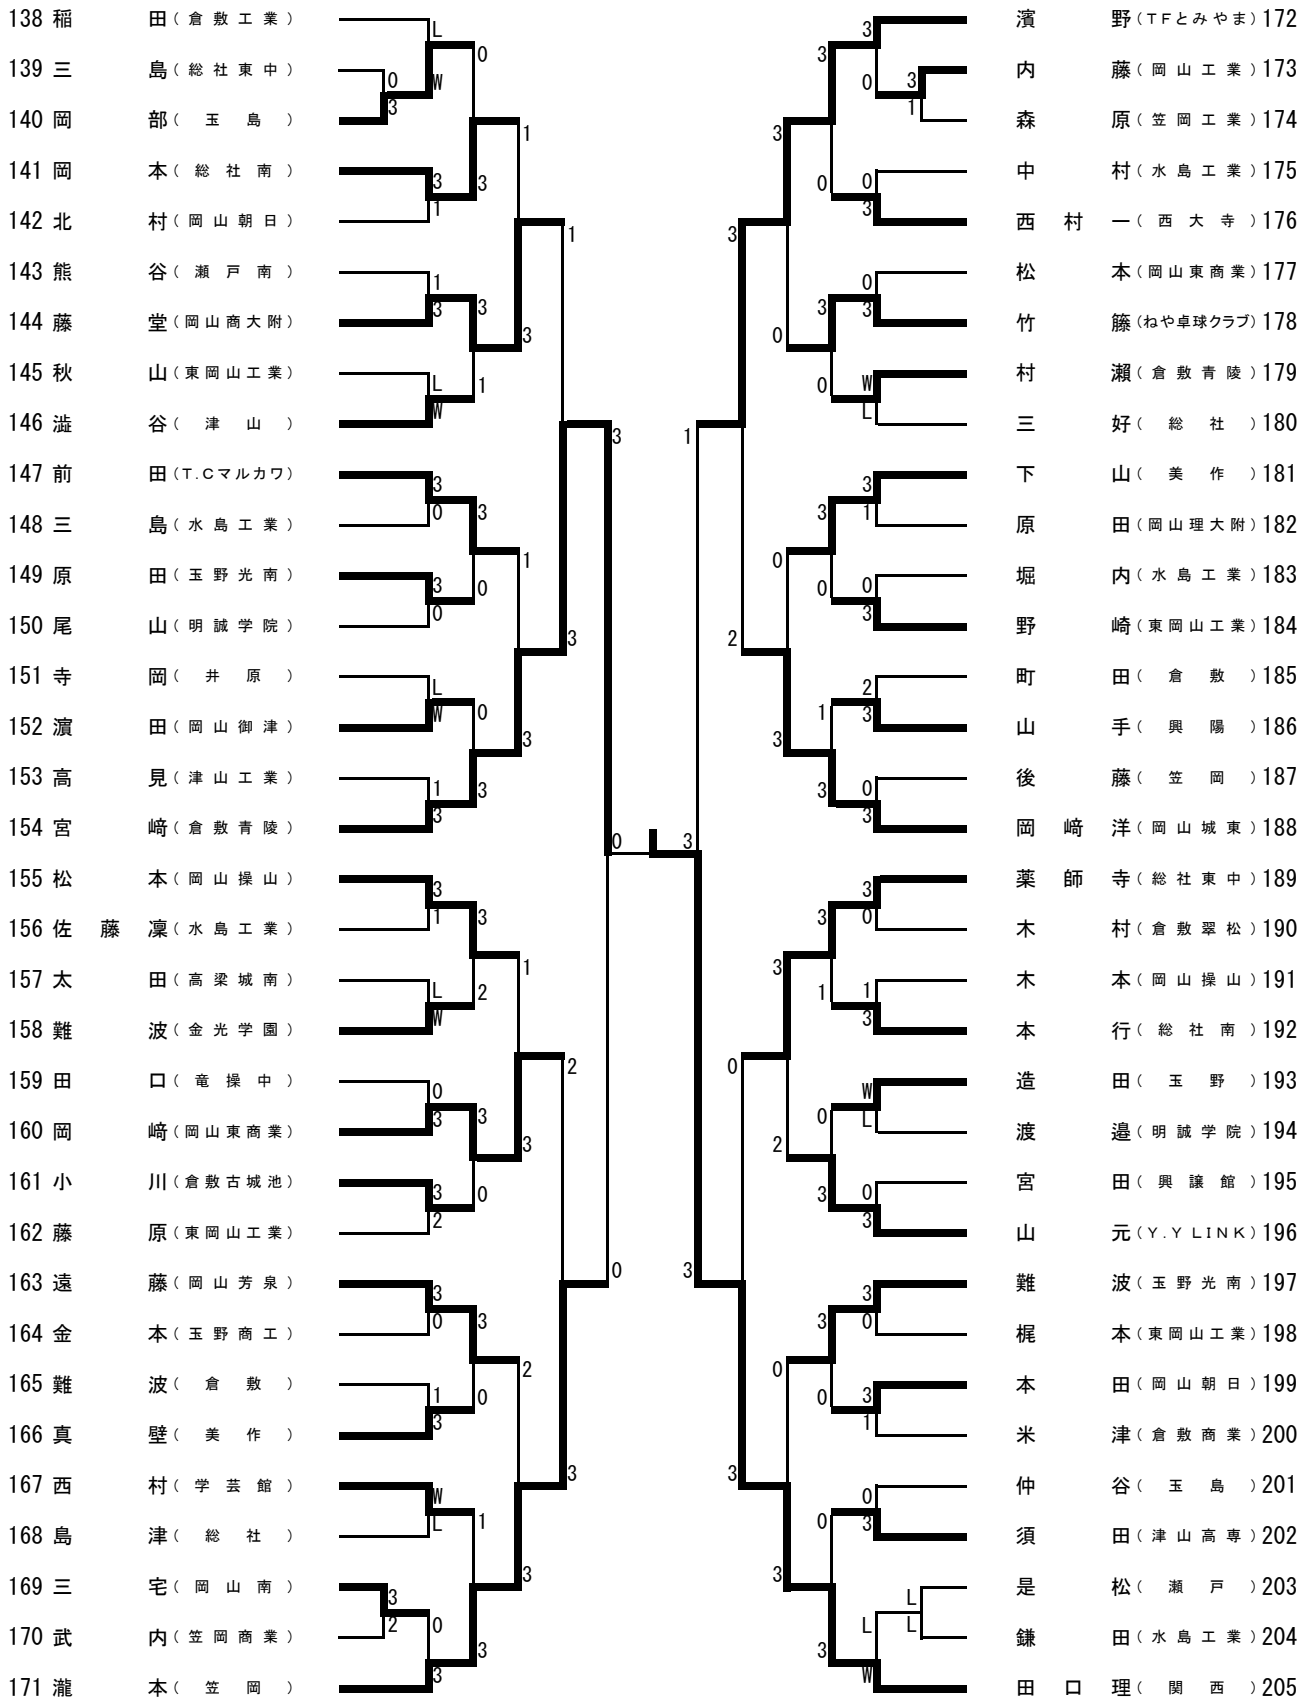 138 稲田(倉敷工業)
139 三島(総社東中)
140 岡部(玉島)
141 岡本(総社南)
142 北村(岡山朝日)
143 熊谷(瀬戸南)
144 藤堂(岡山商大附)
145 秋山(東岡山工業)
146 澁谷(津山)
147 前田(T.Cマルカワ)
148 三島(水島工業)
149 原田(玉野光南)
150 尾山(明誠学院)
151 寺岡(井原)
152 濵田(岡山御津)
153 高見(津山工業)
154 宮﨑(倉敷青陵)
155 松本(岡山操山)
156 佐藤凜(水島工業)
157 太田(高梁城南)
158 難波(金光学園)
159 田口(竜操中)
160 岡﨑(岡山東商業)
161 小川(倉敷古城池)
162 藤原(東岡山工業)
163 遠藤(岡山芳泉)
164 金本(玉野商工)
165 難波(倉敷)
166 真壁(美作)
167 西村(学芸館)
168 島津(総社)
169 三宅(岡山南)
170 武内(笠岡商業)
171 瀧本(笠岡)
濱野(TFとみやま)172
内藤(岡山工業)173
森原(笠岡工業)174
中村(水島工業)175
西村一(西大寺)176
松本(岡山東商業)177
竹籐(ねや卓球クラブ)178
村瀨(倉敷青陵)179
三好(総社)180
下山(美作)181
原田(岡山理大附)182
堀内(水島工業)183
野崎(東岡山工業)184
町田(倉敷)185
山手(興陽)186
後藤(笠岡)187
岡﨑洋(岡山城東)188
薬師寺(総社東中)189
木村(倉敷翠松)190
木本(岡山操山)191
本行(総社南)192
造田(玉野)193
渡邉(明誠学院)194
宮田(興譲館)195
山元(Y.Y LINK)196
難波(玉野光南)197
梶本(東岡山工業)198
本田(岡山朝日)199
米津(倉敷商業)200
仲谷(玉島)201
須田(津山高専)202
是松(瀬戸)203
鎌田(水島工業)204
田口理(関西)205